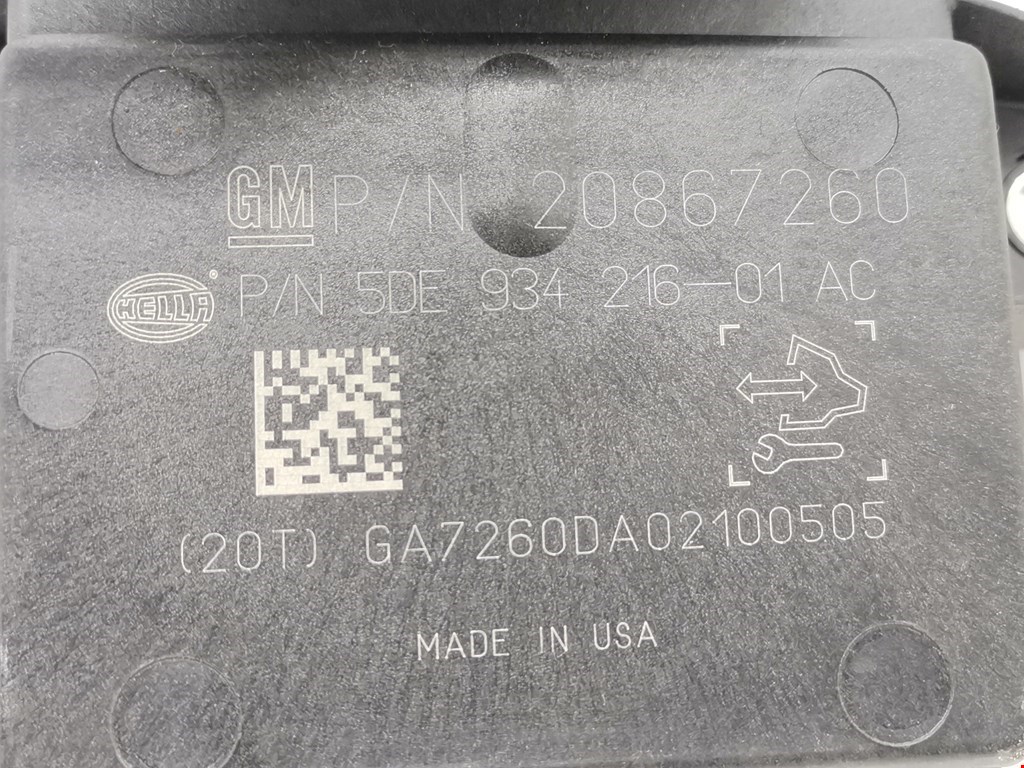 GM P/N 20867260
HELLA® P/N 5DE 934 216-01 AC
(20T) GA7260DA02100505
MADE IN USA